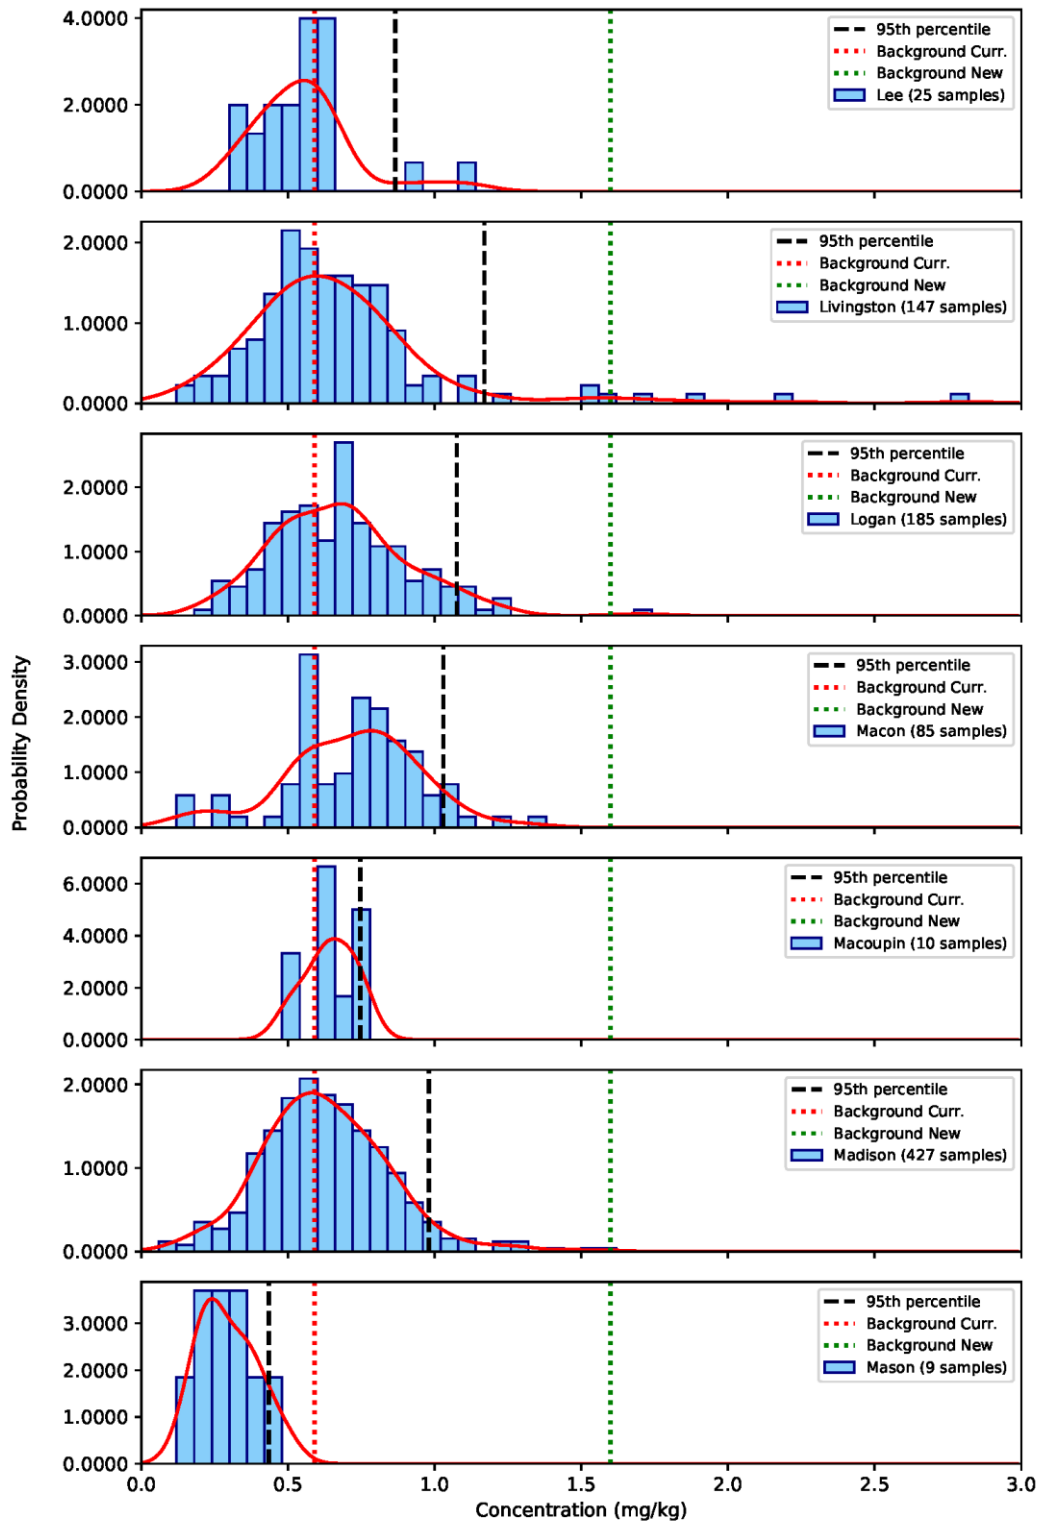 4.0000
2.0000
0.0000
95th percentile
Background Curr.
Background New
Lee (25 samples)
2.0000
1.0000
0.0000
95th percentile
Background Curr.
Background New
Livingston (147 samples)
2.0000
1.0000
0.0000
95th percentile
Background Curr.
Background New
Logan (185 samples)
Probability Density
3.0000
2.0000
1.0000
0.0000
95th percentile
Background Curr.
Background New
Macon (85 samples)
6.0000
4.0000
2.0000
0.0000
95th percentile
Background Curr.
Background New
Macoupin (10 samples)
2.0000
1.0000
0.0000
95th percentile
Background Curr.
Background New
Madison (427 samples)
3.0000
2.0000
1.0000
0.0000
95th percentile
Background Curr.
Background New
Mason (9 samples)
0.0 0.5 1.0 1.5 2.0 2.5 3.0
Concentration (mg/kg)